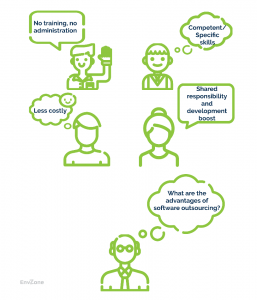 No training, no
administration
Competent/
Specific
skills
Less costly
Shared
responsibility
and
development
boost
What are the
advantages of
software outsourcing?
EnvZone